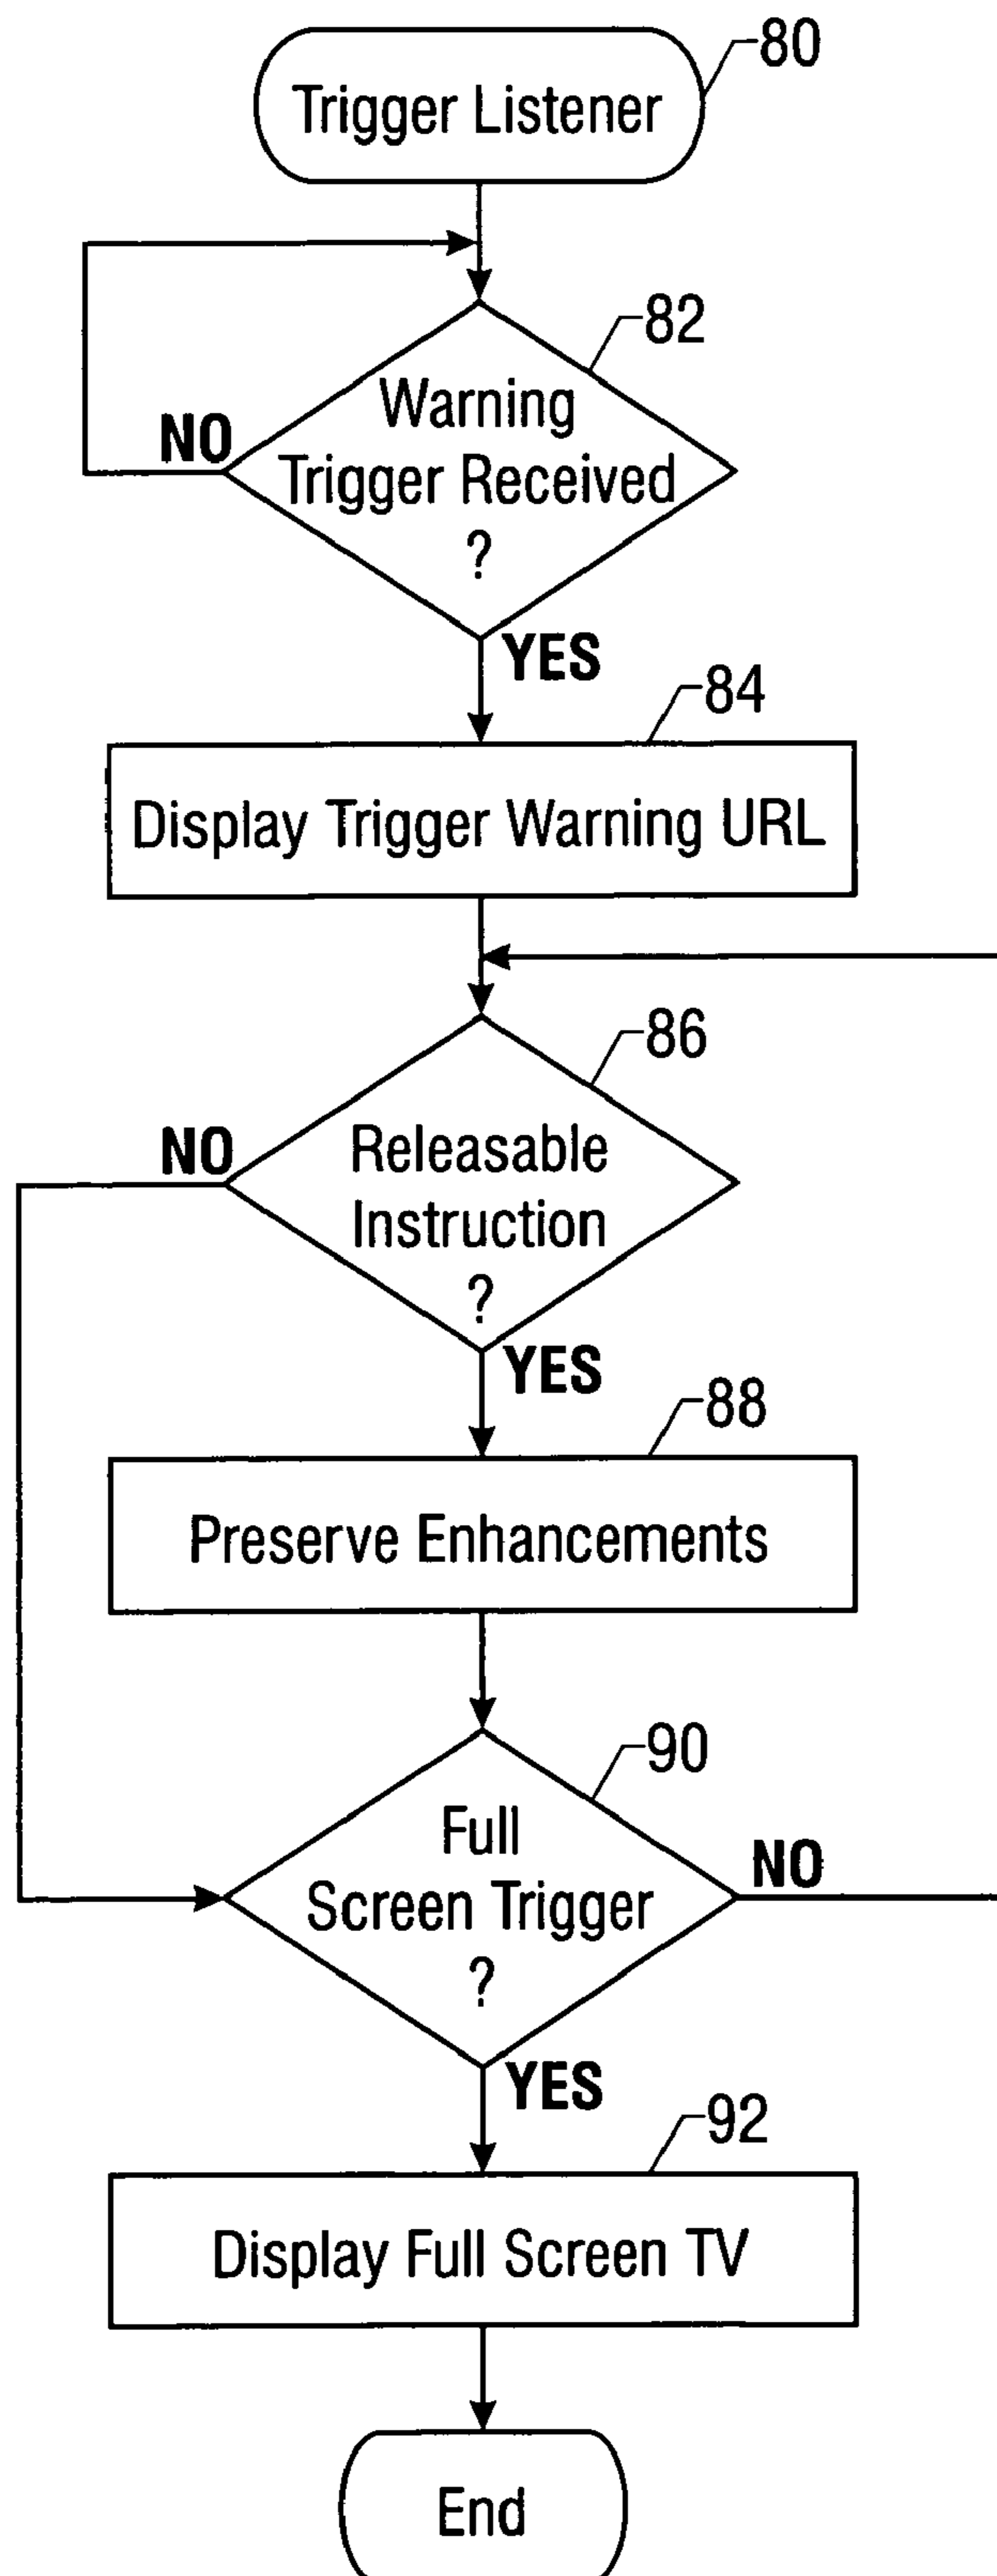 80
Trigger Listener
82
Warning
Trigger Received
?
NO
YES
84
Display Trigger Warning URL
86
Releasable
Instruction
?
NO
YES
88
Preserve Enhancements
90
Full
Screen Trigger
?
NO
YES
92
Display Full Screen TV
End